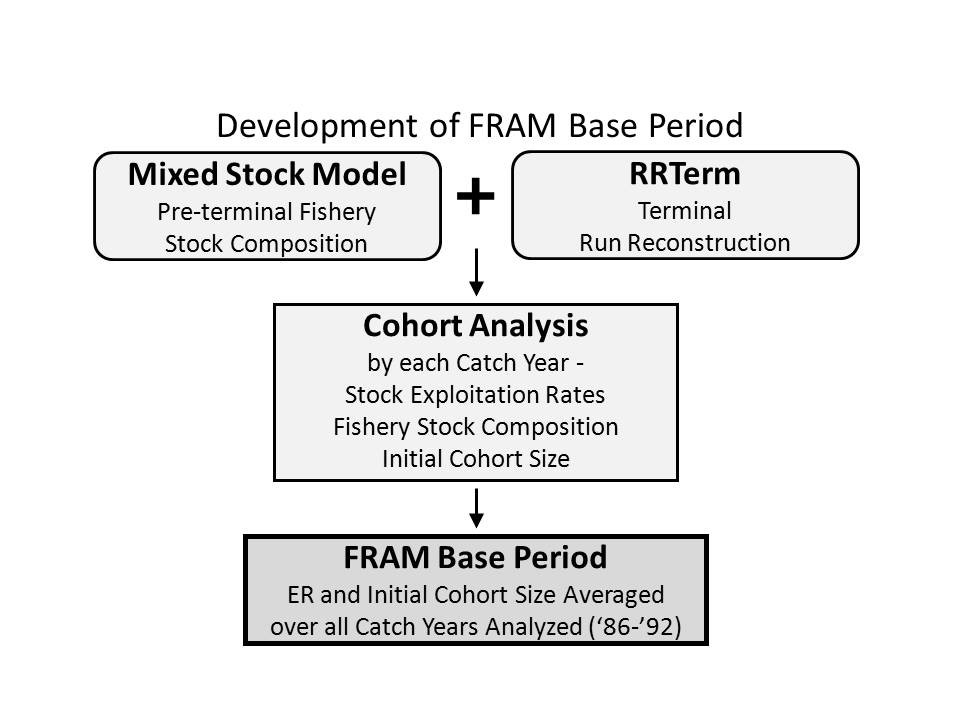 Development of FRAM Base Period
Mixed Stock Model
Pre-terminal Fishery
Stock Composition
+
RRTerm
Terminal
Run Reconstruction
Cohort Analysis
by each Catch Year -
Stock Exploitation Rates
Fishery Stock Composition
Initial Cohort Size
FRAM Base Period
ER and Initial Cohort Size Averaged
over all Catch Years Analyzed (‘86-’92)